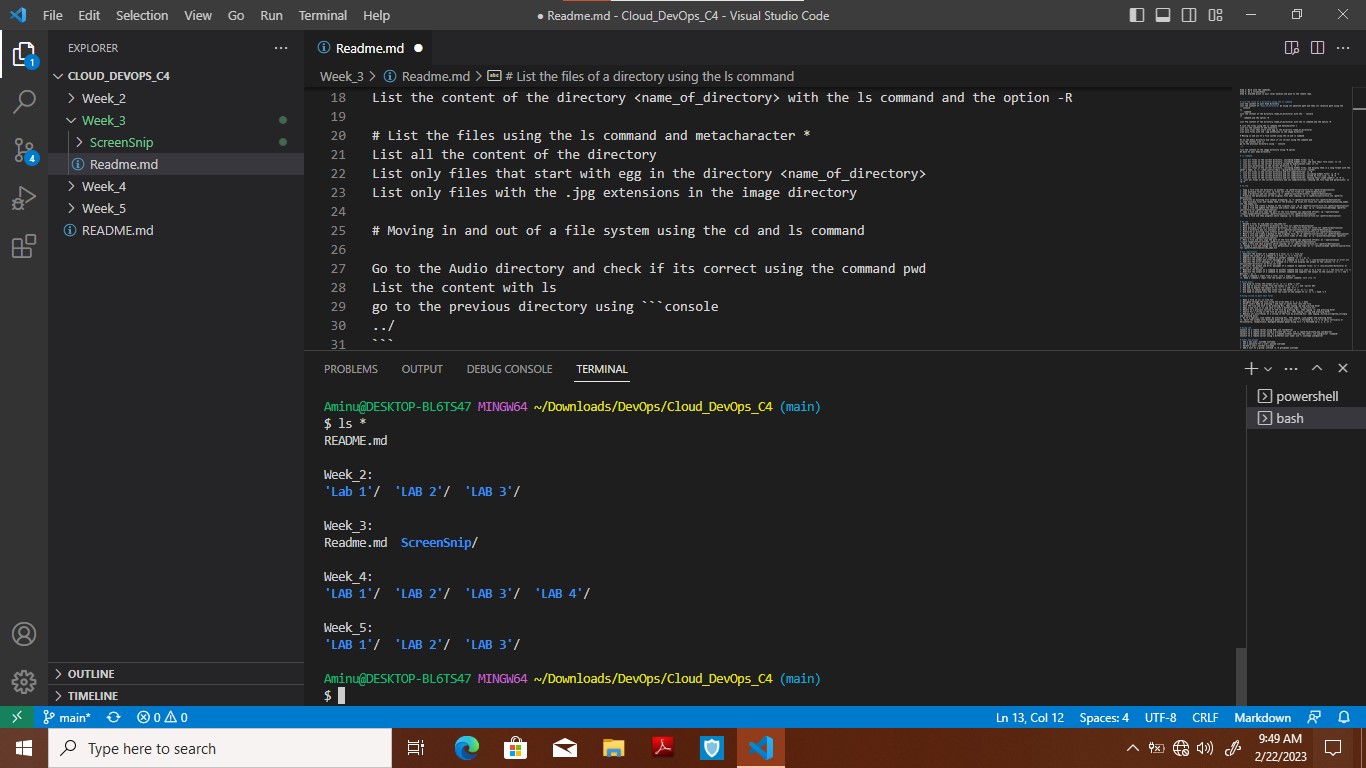 File Edit Selection View Go Run Terminal Help
● Readme.md - Cloud_DevOps_C4 - Visual Studio Code
EXPLORER
CLOUD_DEVOPS_C4
Week_2
Week_3
ScreenSnip
Readme.md
Week_4
Week_5
README.md
OUTLINE
TIMELINE
1
4
Readme.md
Week_3 > Readme.md > # List the files of a directory using the ls command
18 List the content of the directory <name_of_directory> with the ls command and the option -R
19
20 # List the files using the ls command and metacharacter *
21 List all the content of the directory
22 List only files that start with egg in the directory <name_of_directory>
23 List only files with the .jpg extensions in the image directory
24
25 # Moving in and out of a file system using the cd and ls command
26
27 Go to the Audio directory and check if its correct using the command pwd
28 List the content with ls
29 go to the previous directory using ```console
30 ../
31 ```
PROBLEMS OUTPUT DEBUG CONSOLE TERMINAL
powershell
bash
Aminu@DESKTOP-BL6TS47 MINGW64 ~/Downloads/DevOps/Cloud_DevOps_C4 (main)
$ ls *
README.md
Week_2:
'Lab 1'/ 'LAB 2'/ 'LAB 3'/
Week_3:
Readme.md ScreenSnip/
Week_4:
'LAB 1'/ 'LAB 2'/ 'LAB 3'/ 'LAB 4'/
Week_5:
'LAB 1'/ 'LAB 2'/ 'LAB 3'/
Aminu@DESKTOP-BL6TS47 MINGW64 ~/Downloads/DevOps/Cloud_DevOps_C4 (main)
$
main* 0 0 Ln 13, Col 12 Spaces: 4 UTF-8 CRLF Markdown
Type here to search
9:49 AM
2/22/2023